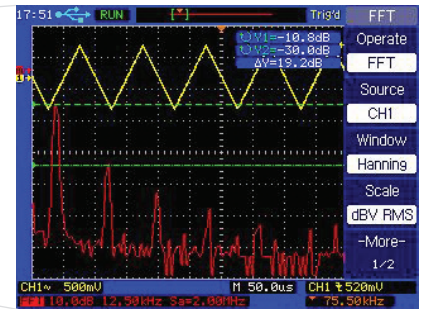 17:51 RUN Trig'd FFT
V1=-10.8dB
V2=-30.0dB
ΔV=19.2dB
Operate
FFT
Source
CH1
Window
Hanning
Scale
dBV RMS
-More-
1/2
1
CH1~ 500mV M 50.0us CH1 520mV
FFT 10.0dB 12.50kHz Sa=2.00MHz 75.50kHz